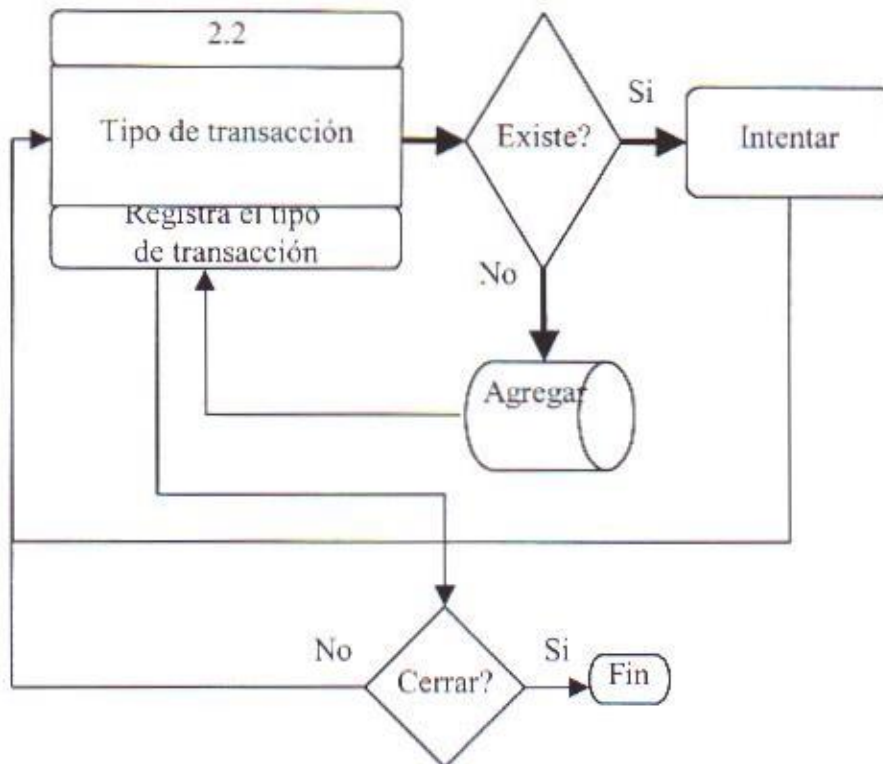 2.2
Tipo de transacción
Registra el tipo
de transacción
Existe?
Si
Intentar
No
Agregar
No
Cerrar?
Si
Fin